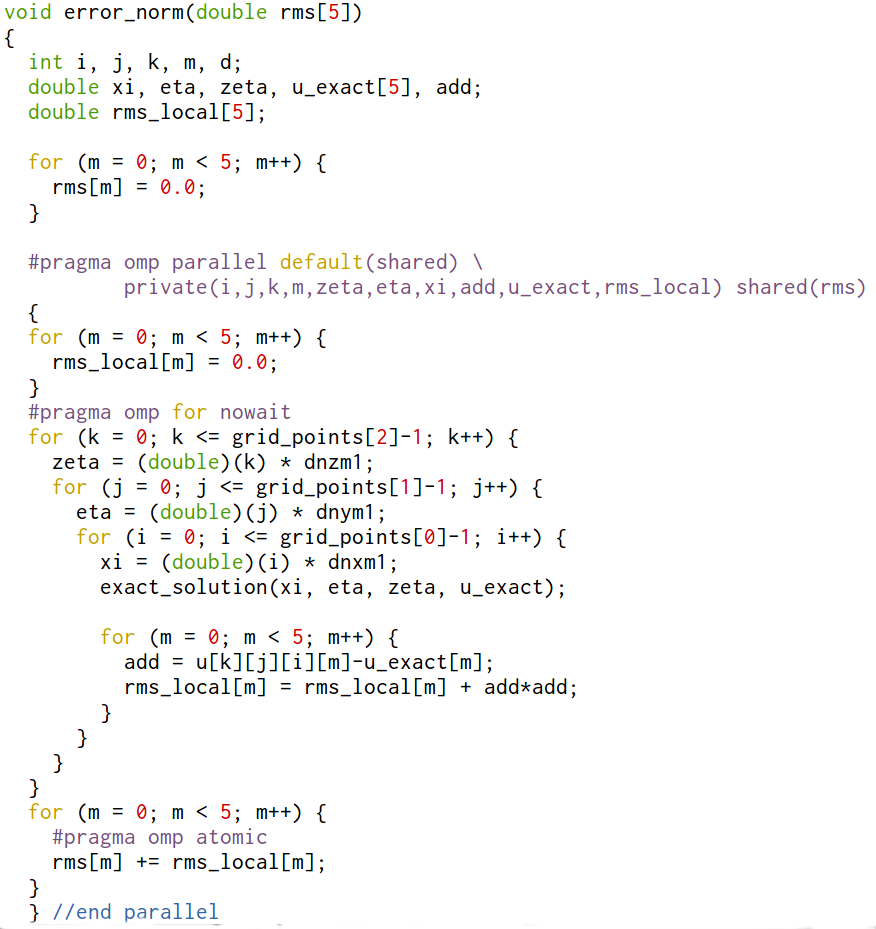 void error_norm(double rms[5])
{
  int i, j, k, m, d;
  double xi, eta, zeta, u_exact[5], add;
  double rms_local[5];

  for (m = 0; m < 5; m++) {
    rms[m] = 0.0;
  }

  #pragma omp parallel default(shared) \
          private(i,j,k,m,zeta,eta,xi,add,u_exact,rms_local) shared(rms)
  {
  for (m = 0; m < 5; m++) {
    rms_local[m] = 0.0;
  }
  #pragma omp for nowait
  for (k = 0; k <= grid_points[2]-1; k++) {
    zeta = (double)(k) * dnzm1;
    for (j = 0; j <= grid_points[1]-1; j++) {
      eta = (double)(j) * dnym1;
      for (i = 0; i <= grid_points[0]-1; i++) {
        xi = (double)(i) * dnxm1;
        exact_solution(xi, eta, zeta, u_exact);

        for (m = 0; m < 5; m++) {
          add = u[k][j][i][m]-u_exact[m];
          rms_local[m] = rms_local[m] + add*add;
        }
      }
    }
  }
  for (m = 0; m < 5; m++) {
    #pragma omp atomic
    rms[m] += rms_local[m];
  }
  } //end parallel